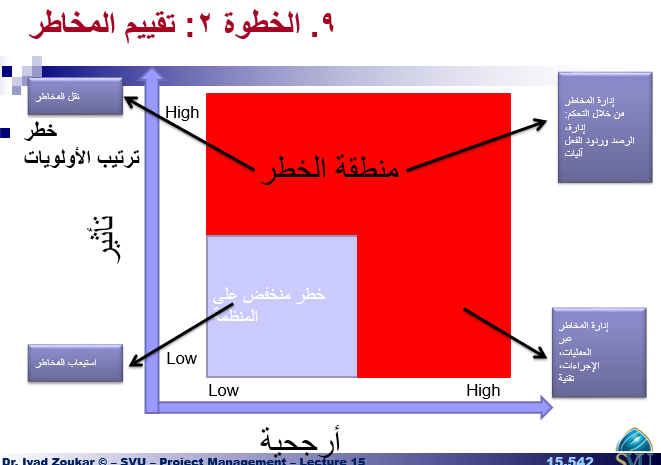 ٩. الخطوة ٢: تقييم المخاطر
نقل المخاطر
خطر
ترتيب الأولويات
High
منطقة الخطر
إدارة المخاطر
من خلال التحكم:
إدارة،
الرصد وردود الفعل
آليات
تأثير
خطر منخفض على
المنظمة
استيعاب المخاطر
Low
Low
High
إدارة المخاطر
عبر
العمليات،
الإجراءات،
تقنية
أرجحية
Dr. Iyad Zoukar © – SVU – Project Management – Lecture 15
15.542
SVU